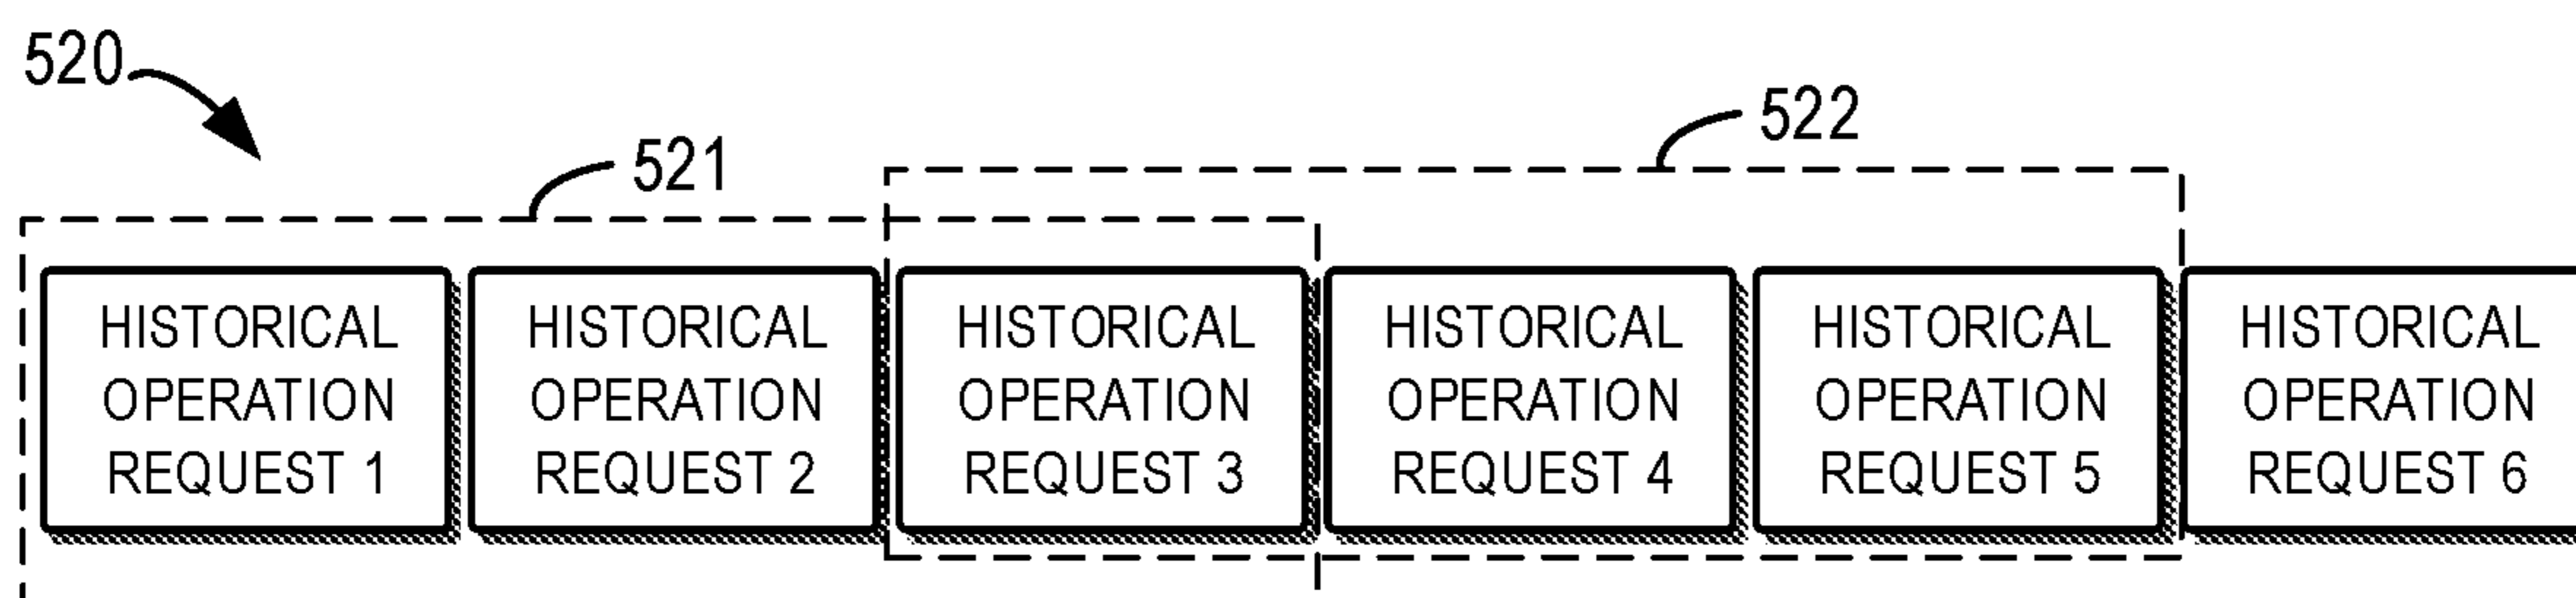 520
522
521
HISTORICAL
OPERATION
REQUEST 1
HISTORICAL
OPERATION
REQUEST 2
HISTORICAL
OPERATION
REQUEST 3
HISTORICAL
OPERATION
REQUEST 4
HISTORICAL
OPERATION
REQUEST 5
HISTORICAL
OPERATION
REQUEST 6